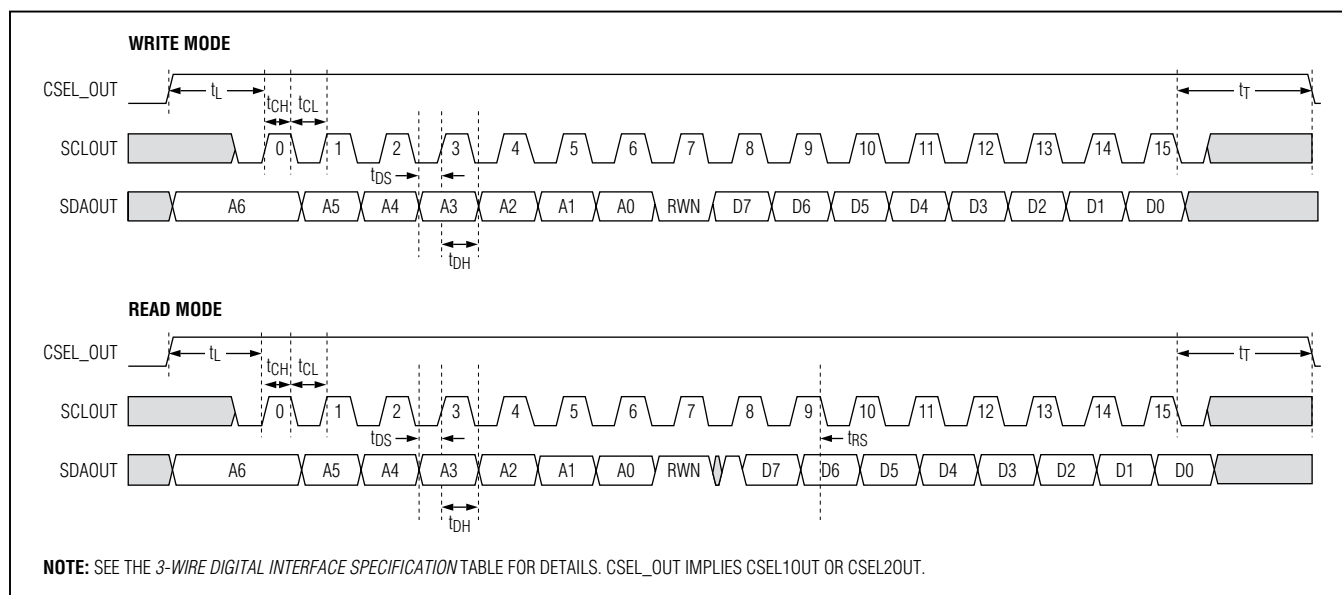 WRITE MODE
CSEL_OUT tL tT
tCH tCL
SCLOUT 0 1 2 3 4 5 6 7 8 9 10 11 12 13 14 15
tDS
SDAOUT A6 A5 A4 A3 A2 A1 A0 RWN D7 D6 D5 D4 D3 D2 D1 D0
tDH
READ MODE
CSEL_OUT tL tT
tCH tCL
SCLOUT 0 1 2 3 4 5 6 7 8 9 10 11 12 13 14 15
tDS tRS
SDAOUT A6 A5 A4 A3 A2 A1 A0 RWN D7 D6 D5 D4 D3 D2 D1 D0
tDH
NOTE: SEE THE 3-WIRE DIGITAL INTERFACE SPECIFICATION TABLE FOR DETAILS. CSEL_OUT IMPLIES CSEL1OUT OR CSEL2OUT.